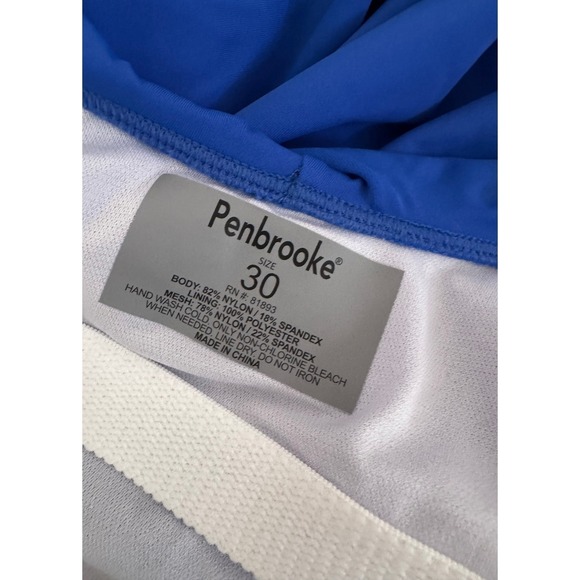 Penbrooke®
SIZE
30
RN #: 81893
BODY: 82% NYLON / 18% SPANDEX
LINING: 100% POLYESTER
MESH: 78% NYLON / 22% SPANDEX
HAND WASH COLD, ONLY NON-CHLORINE BLEACH
WHEN NEEDED, LINE DRY, DO NOT IRON
MADE IN CHINA